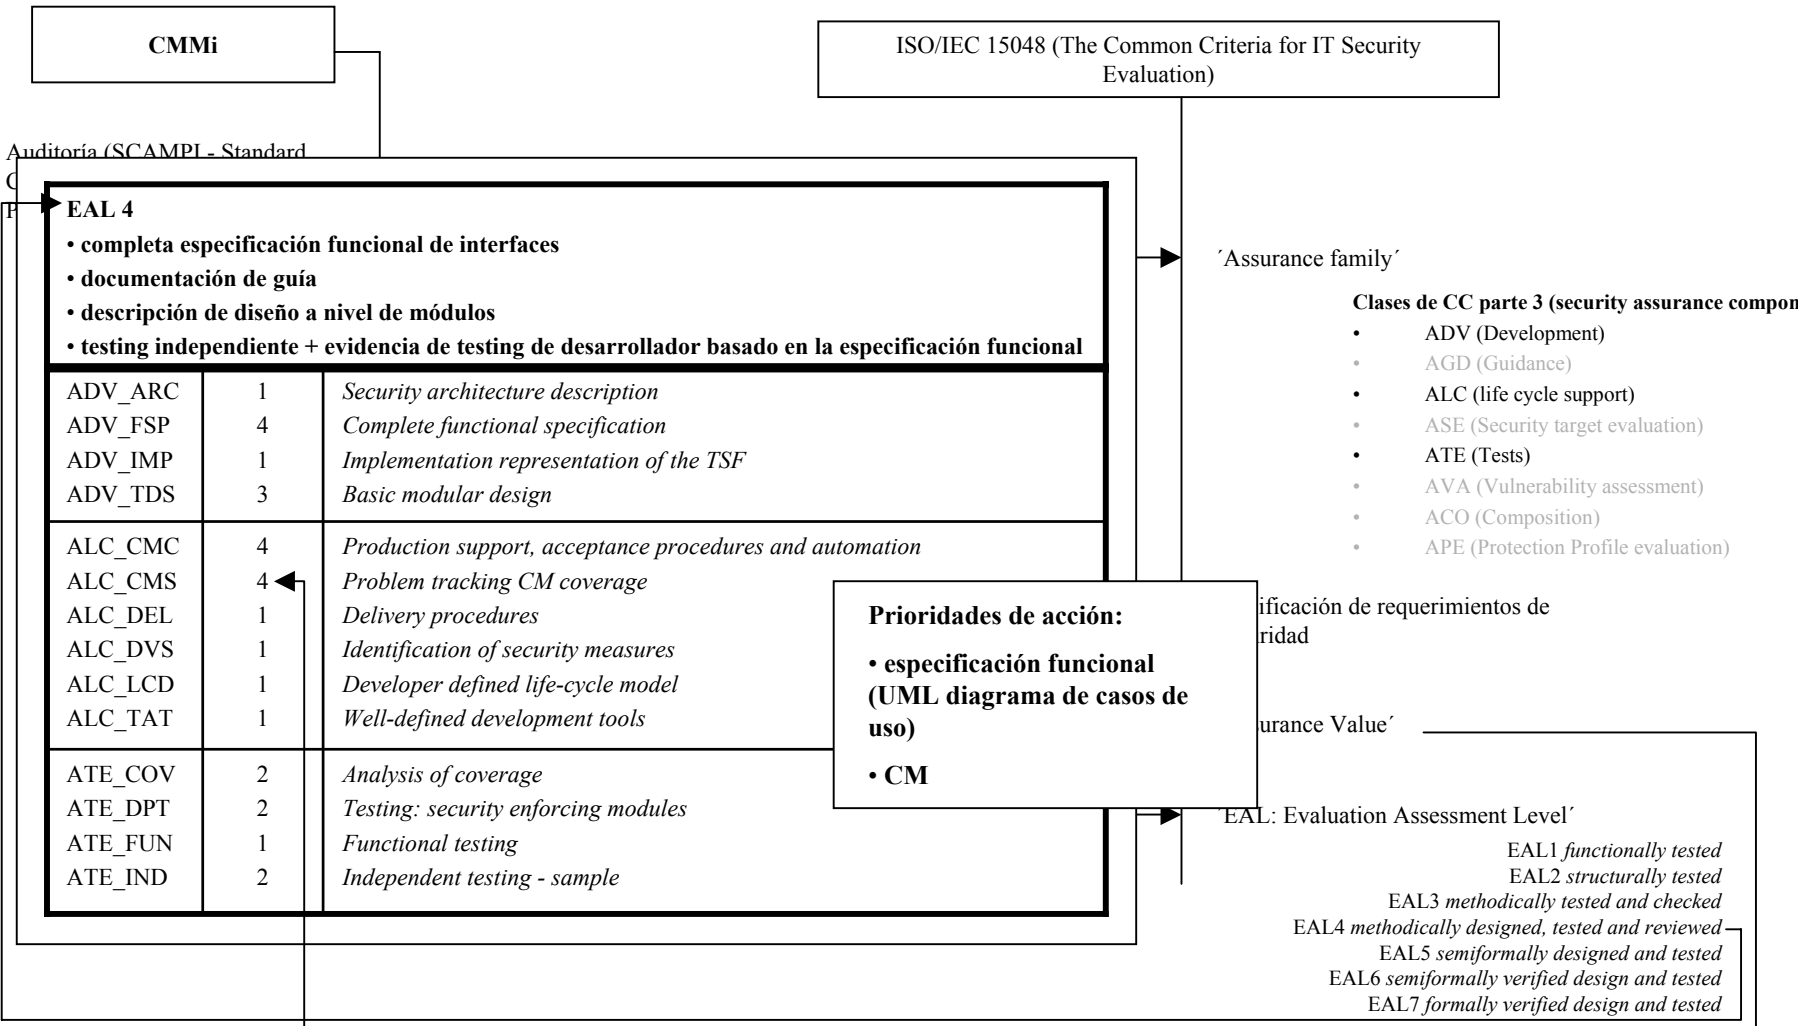 CMMi
ISO/IEC 15048 (The Common Criteria for IT Security
Evaluation)
Auditoría (SCAMPI - Standard
EAL 4
• completa especificación funcional de interfaces
• documentación de guía
• descripción de diseño a nivel de módulos
• testing independiente + evidencia de testing de desarrollador basado en la especificación funcional
ADV_ARC 1 Security architecture description
ADV_FSP 4 Complete functional specification
ADV_IMP 1 Implementation representation of the TSF
ADV_TDS 3 Basic modular design
ALC_CMC 4 Production support, acceptance procedures and automation
ALC_CMS 4 Problem tracking CM coverage
ALC_DEL 1 Delivery procedures
ALC_DVS 1 Identification of security measures
ALC_LCD 1 Developer defined life-cycle model
ALC_TAT 1 Well-defined development tools
ATE_COV 2 Analysis of coverage
ATE_DPT 2 Testing: security enforcing modules
ATE_FUN 1 Functional testing
ATE_IND 2 Independent testing - sample
Prioridades de acción:
• especificación funcional
(UML diagrama de casos de
uso)
• CM
´Assurance family´
Clases de CC parte 3 (security assurance compon
• ADV (Development)
• AGD (Guidance)
• ALC (life cycle support)
• ASE (Security target evaluation)
• ATE (Tests)
• AVA (Vulnerability assessment)
• ACO (Composition)
• APE (Protection Profile evaluation)
ificación de requerimientos de
ridad
urance Value´
´EAL: Evaluation Assessment Level´
EAL1 functionally tested
EAL2 structurally tested
EAL3 methodically tested and checked
EAL4 methodically designed, tested and reviewed
EAL5 semiformally designed and tested
EAL6 semiformally verified design and tested
EAL7 formally verified design and tested